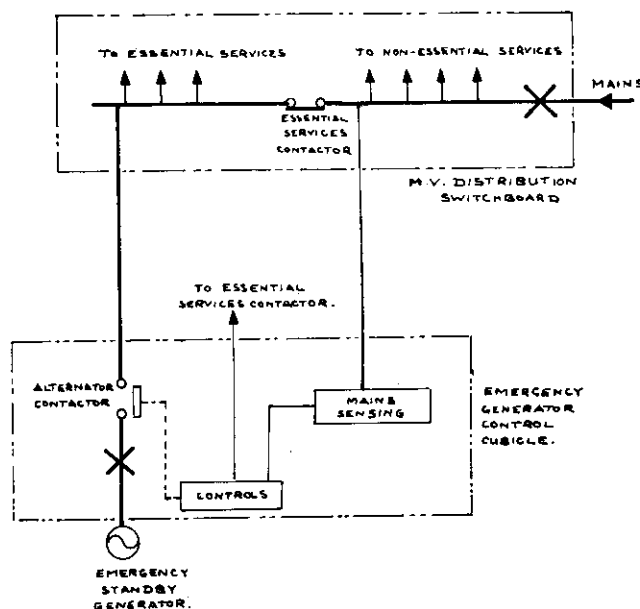 TO ESSENTIAL SERVICES
TO NON-ESSENTIAL SERVICES
MAINS
ESSENTIAL
SERVICES
CONTACTOR
M.V. DISTRIBUTION
SWITCHBOARD
TO ESSENTIAL
SERVICES CONTACTOR.
ALTERNATOR
CONTACTOR
MAINS
SENSING
EMERGENCY
GENERATOR
CONTROL
CUBICLE.
CONTROLS
EMERGENCY
STANDBY
GENERATOR.